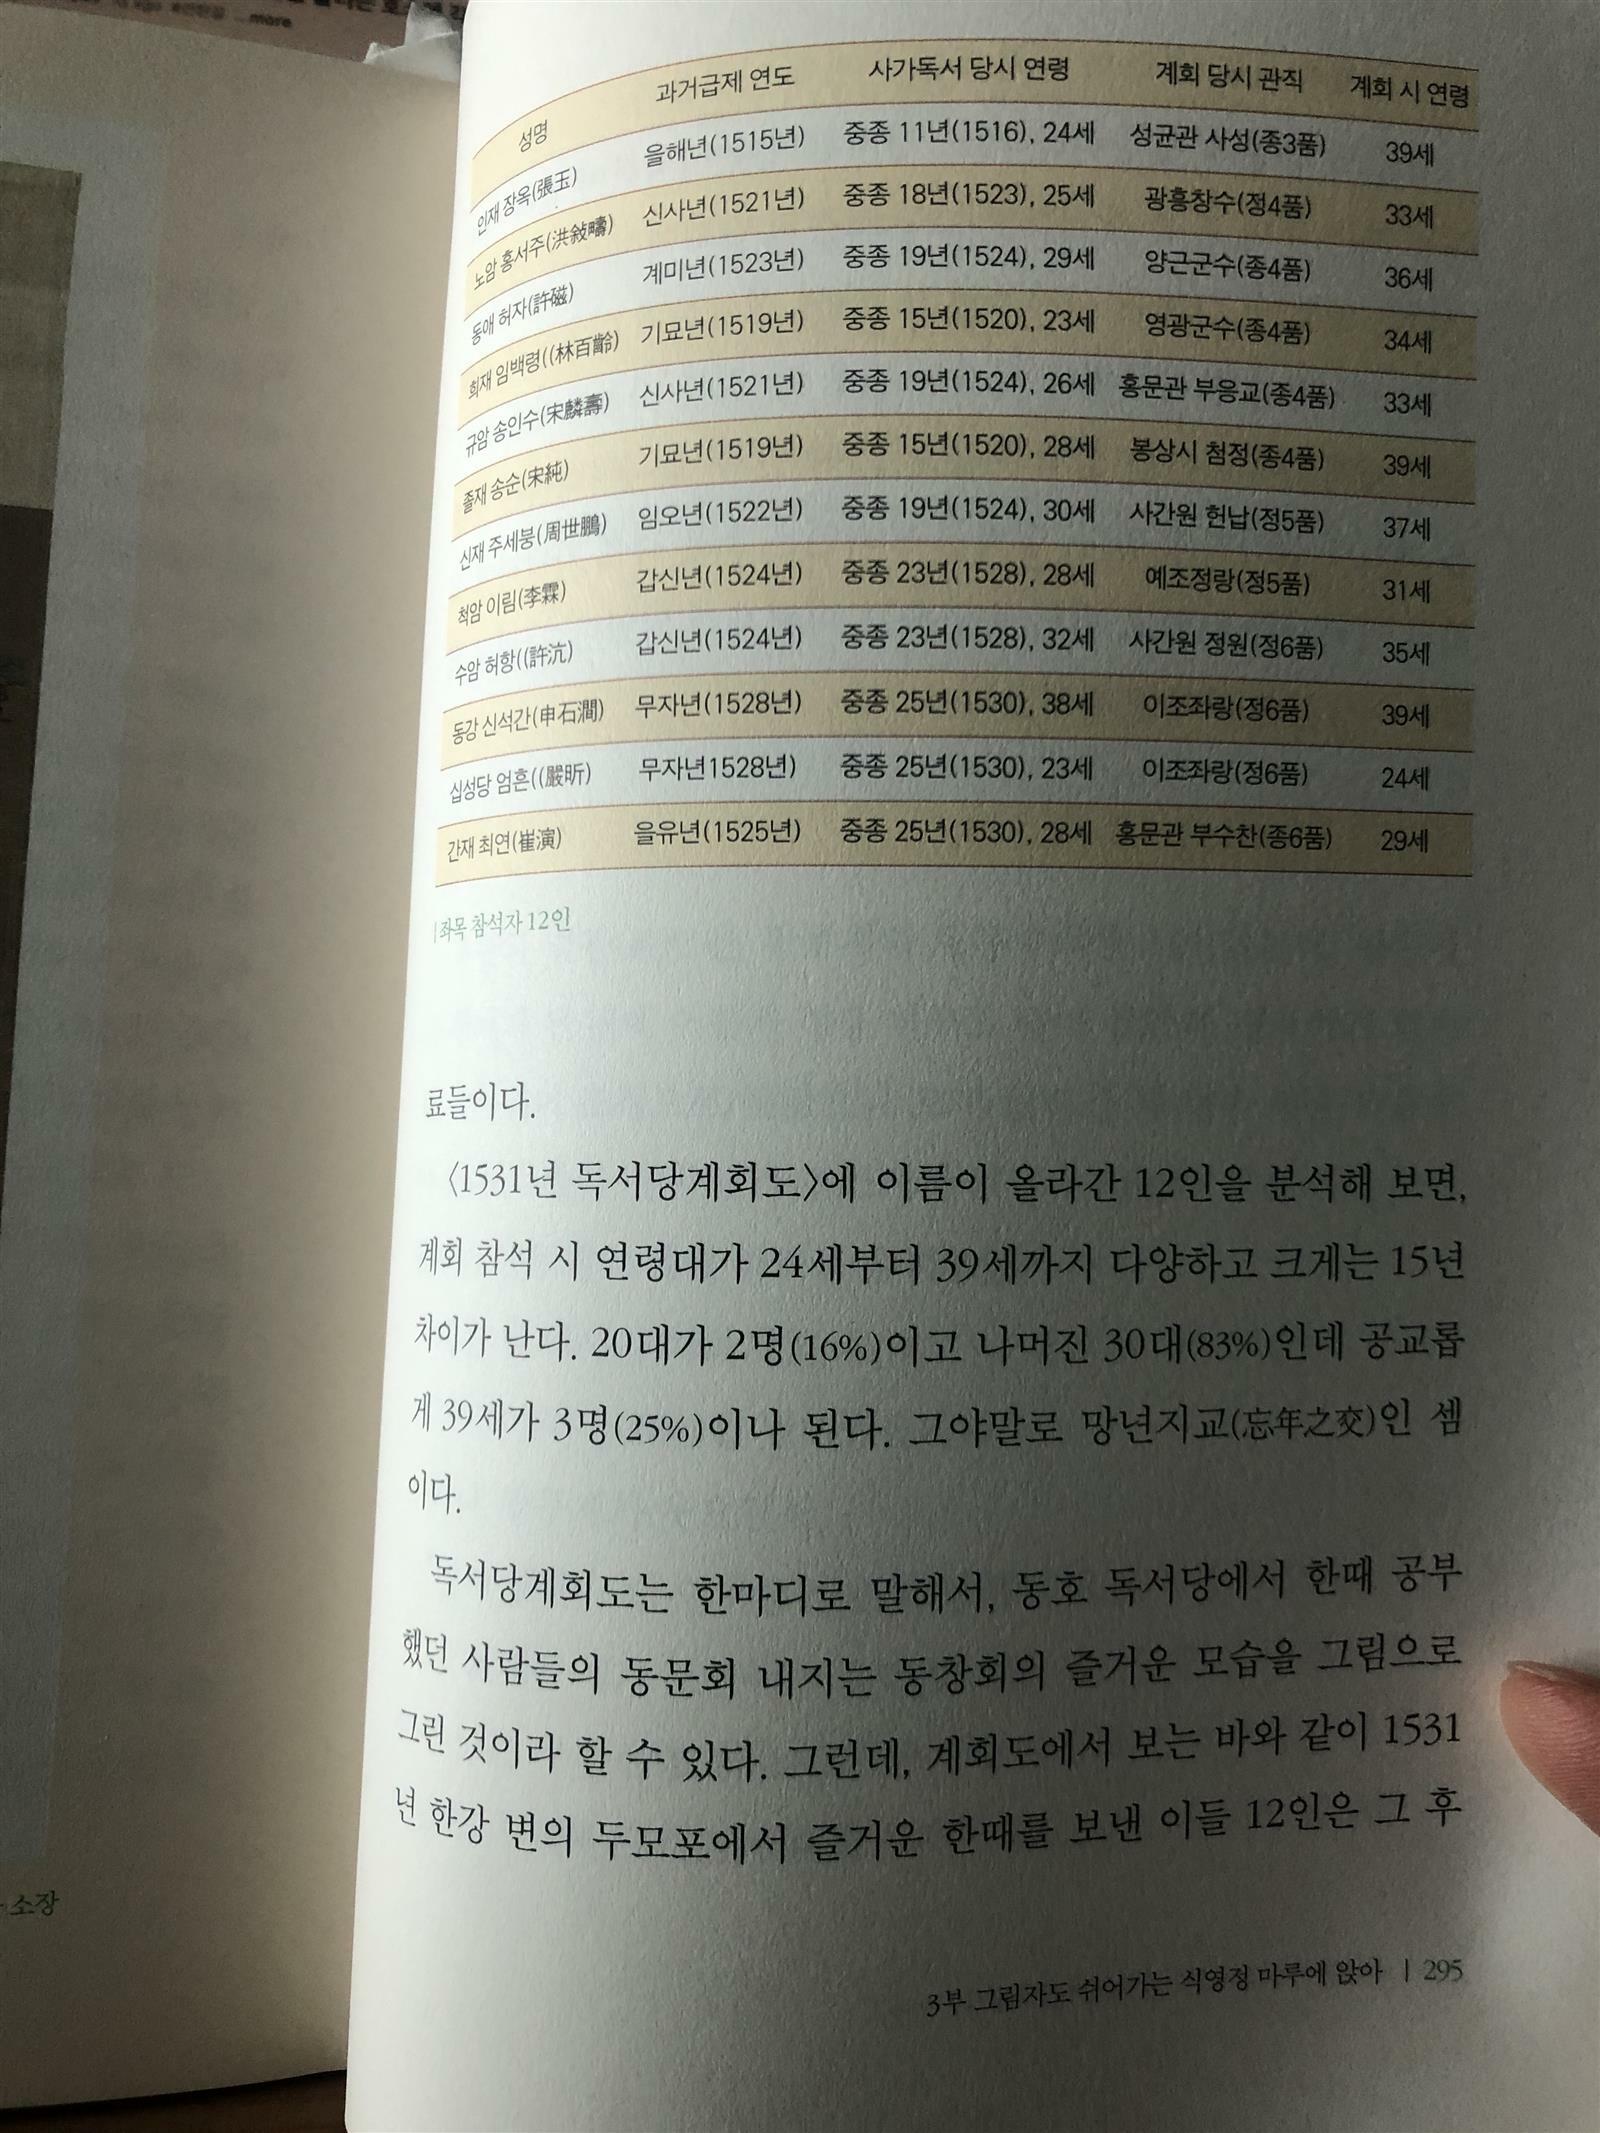 ...more
성명 과거급제 연도 사가독서 당시 연령 계회 당시 관직 계회 시 연령
인재 장옥(張玉) 을해년(1515년) 중종 11년(1516), 24세 성균관 사성(종3품) 39세
노암 홍서주(洪敍疇) 신사년(1521년) 중종 18년(1523), 25세 광흥창수(정4품) 33세
동애 허자(許磁) 계미년(1523년) 중종 19년(1524), 29세 양근군수(종4품) 36세
희재 임백령((林百齡) 기묘년(1519년) 중종 15년(1520), 23세 영광군수(종4품) 34세
규암 송인수(宋麟壽) 신사년(1521년) 중종 19년(1524), 26세 홍문관 부응교(종4품) 33세
졸재 송순(宋純) 기묘년(1519년) 중종 15년(1520), 28세 봉상시 첨정(종4품) 39세
신재 주세붕(周世鵬) 임오년(1522년) 중종 19년(1524), 30세 사간원 헌납(정5품) 37세
척암 이림(李霖) 갑신년(1524년) 중종 23년(1528), 28세 예조정랑(정5품) 31세
수암 허항((許沆) 갑신년(1524년) 중종 23년(1528), 32세 사간원 정원(정6품) 35세
동강 신석간(申石澗) 무자년(1528년) 중종 25년(1530), 38세 이조좌랑(정6품) 39세
십성당 엄흔((嚴昕) 무자년1528년) 중종 25년(1530), 23세 이조좌랑(정6품) 24세
간재 최연(崔演) 을유년(1525년) 중종 25년(1530), 28세 홍문관 부수찬(종6품) 29세
|좌목 참석자 12인
료들이다.
〈1531년 독서당계회도〉에 이름이 올라간 12인을 분석해 보면,
계회 참석 시 연령대가 24세부터 39세까지 다양하고 크게는 15년
차이가 난다. 20대가 2명(16%)이고 나머진 30대(83%)인데 공교롭
게 39세가 3명(25%)이나 된다. 그야말로 망년지교(忘年之交)인 셈
이다.
독서당계회도는 한마디로 말해서, 동호 독서당에서 한때 공부
했던 사람들의 동문회 내지는 동창회의 즐거운 모습을 그림으로
그린 것이라 할 수 있다. 그런데, 계회도에서 보는 바와 같이 1531
년 한강 변의 두모포에서 즐거운 한때를 보낸 이들 12인은 그 후
소장
3부 그림자도 쉬어가는 식영정 마루에 앉아 | 295